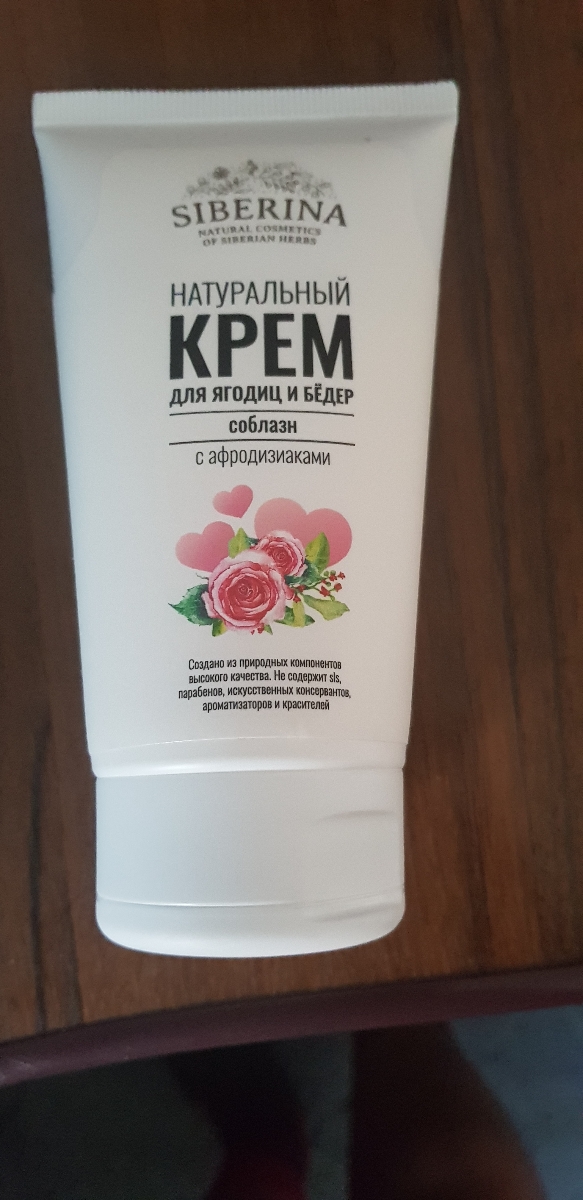 SIBERINA
NATURAL COSMETICS
OF SIBERIAN HERBS
НАТУРАЛЬНЫЙ
КРЕМ
ДЛЯ ЯГОДИЦ И БЁДЕР
соблазн
с афродизиаками
Создано из природных компонентов
высокого качества. Не содержит sls,
парабенов, искусственных консервантов,
ароматизаторов и красителей